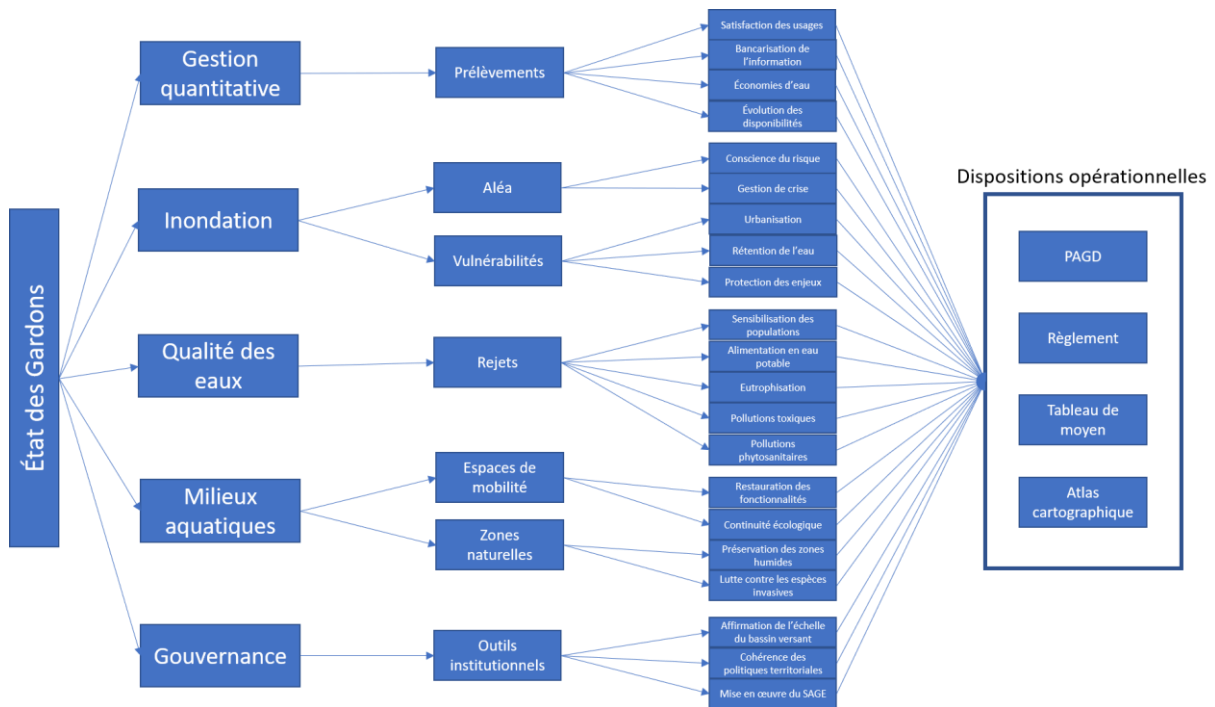 État des Gardons
Gestion
quantitative
Inondation
Qualité des
eaux
Milieux
aquatiques
Gouvernance
Prélèvements
Aléa
Vulnérabilités
Rejets
Espaces de
mobilité
Zones
naturelles
Outils
institutionnels
Satisfaction des usages
Bancarisation de
l’information
Économies d’eau
Évolution des
disponibilités
Conscience du risque
Gestion de crise
Urbanisation
Rétention de l’eau
Protection des enjeux
Sensibilisation des
populations
Alimentation en eau
potable
Eutrophisation
Pollutions toxiques
Pollutions
phytosanitaires
Restauration des
fonctionnalités
Continuité écologique
Préservation des zones
humides
Lutte contre les espèces
invasives
Affirmation de l’échelle
du bassin versant
Cohérence des
politiques territoriales
Mise en œuvre du SAGE
Dispositions opérationnelles
PAGD
Règlement
Tableau de
moyen
Atlas
cartographique